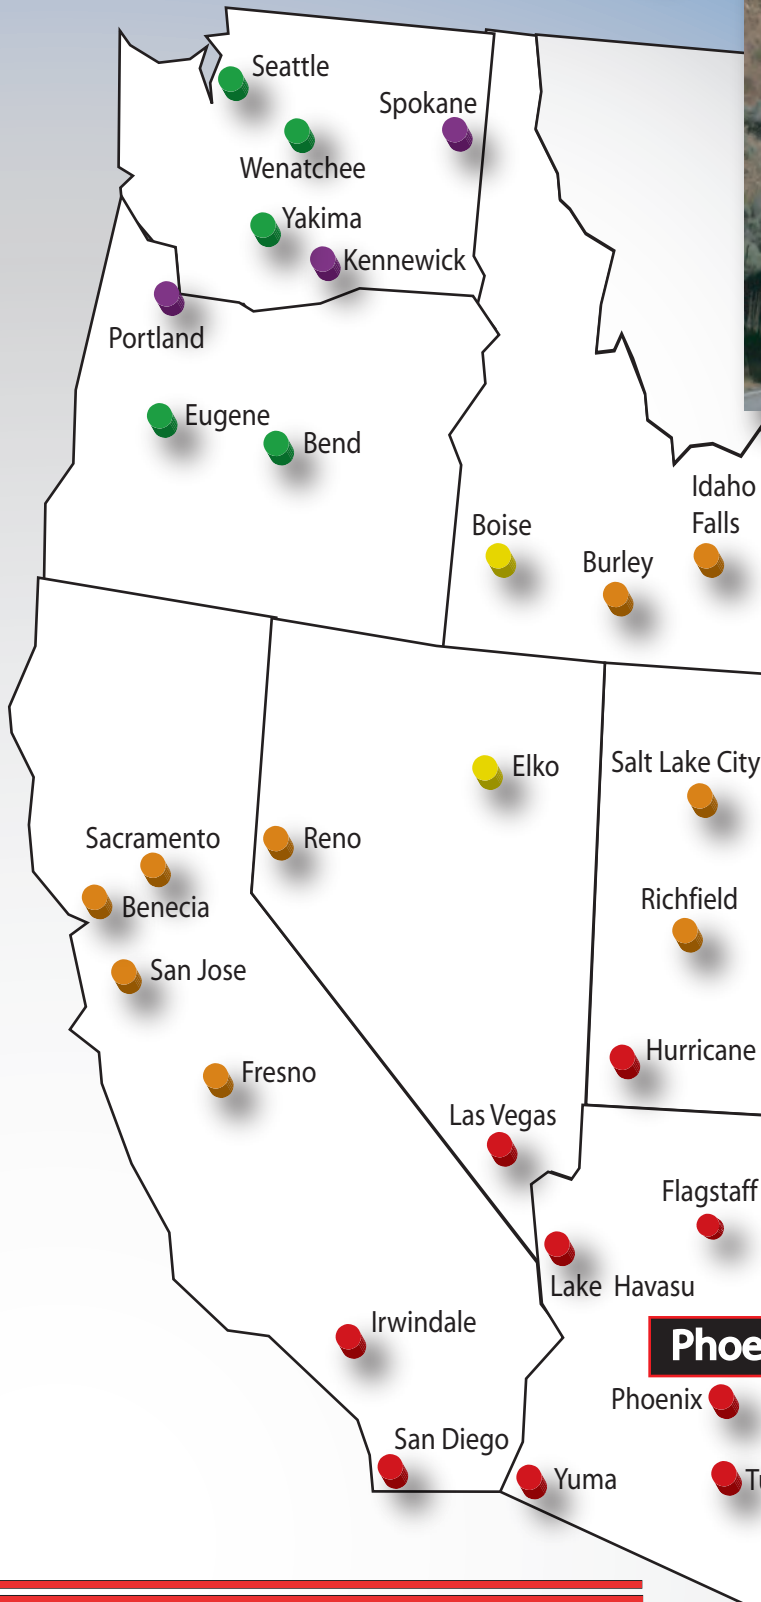 Seattle
Spokane
Wenatchee
Yakima
Kennewick
Portland
Eugene
Bend
Idaho
Falls
Boise
Burley
Elko
Salt Lake City
Sacramento
Reno
Benecia
Richfield
San Jose
Hurricane
Fresno
Las Vegas
Flagstaff
Lake Havasu
Irwindale
Phoe
Phoenix
San Diego
Yuma
Tu